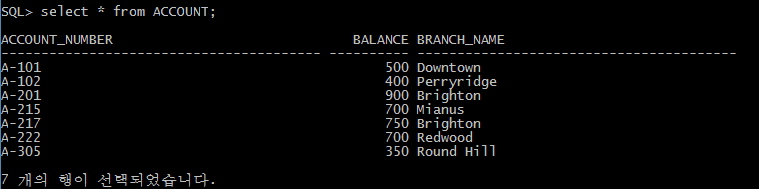 SQL> select * from ACCOUNT;
ACCOUNT_NUMBER BALANCE BRANCH_NAME
---------------------------------------- ---------- ----------------------------------------
A-101 500 Downtown
A-102 400 Perryridge
A-201 900 Brighton
A-215 700 Mianus
A-217 750 Brighton
A-222 700 Redwood
A-305 350 Round Hill
7 개의 행이 선택되었습니다.